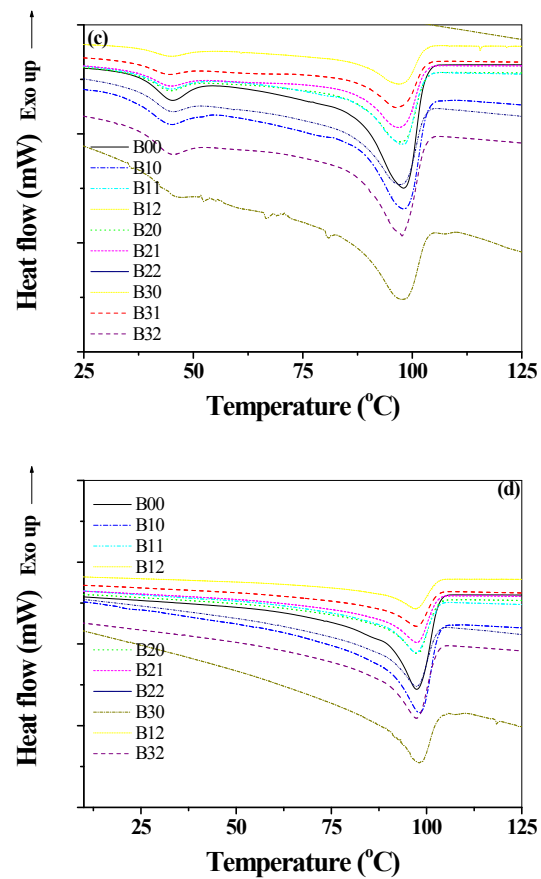 (c)
Heat flow (mW) Exo up
B00
B10
B11
B12
B20
B21
B22
B30
B31
B32
25 50 75 100 125
Temperature (°C)
(d)
Heat flow (mW) Exo up
B00
B10
B11
B12
B20
B21
B22
B30
B12
B32
25 50 75 100 125
Temperature (°C)